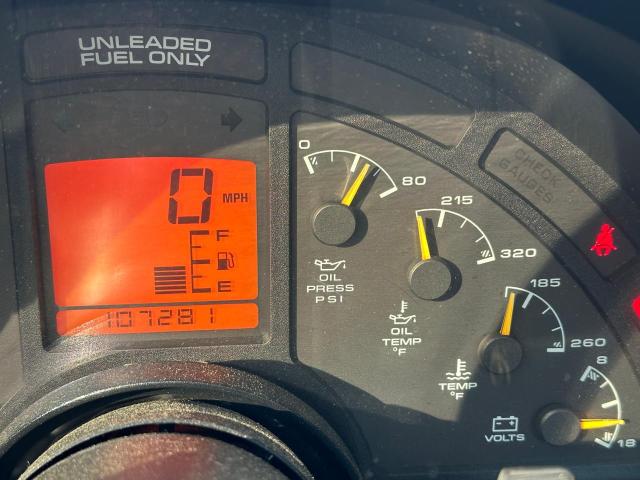 UNLEADED
FUEL ONLY
0 MPH
F
E
107281
0
80
OIL
PRESS
PSI
215
320
OIL
TEMP
°F
185
260
TEMP
°F
8
18
VOLTS
CHECK
GAUGES